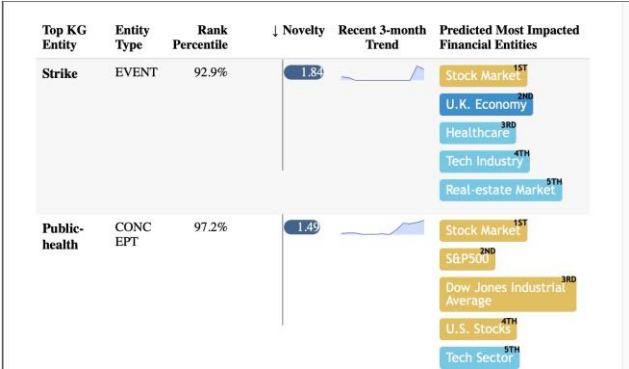 Top KG Entity Rank ↓ Novelty Recent 3-month Predicted Most Impacted
Entity Type Percentile Trend Financial Entities
Strike EVENT 92.9% 1.84 Stock Market 1ST
U.K. Economy 2ND
Healthcare 3RD
Tech Industry 4TH
Real-estate Market 5TH
Public- CONC 97.2% 1.49 Stock Market 1ST
health EPT S&P500 2ND
Dow Jones Industrial 3RD
Average
U.S. Stocks 4TH
Tech Sector 5TH